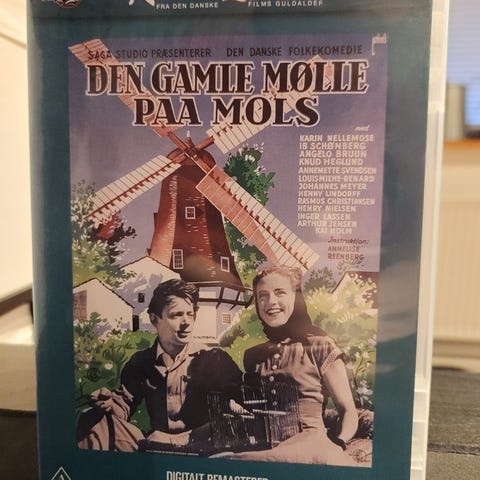 FRA DEN DANSKE FILMS GULDALDER
SAGA STUDIO PRÆSENTERER DEN DANSKE FOLKEKOMEDIE
DEN GAMLE MØLLE
PAA MOLS
med
KARIN NELLEMOSE
IB SCHØNBERG
ANGELO BRUUN
KNUD HEGLUND
ANNEMETTE SVENDSEN
LOUIS MIEHE-RENARD
JOHANNES MEYER
HENNY LINDORFF
RASMUS CHRISTIANSEN
HENRY NIELSEN
INGER LASSEN
ARTHUR JENSEN
KAI HOLM
Instruktion:
ANNELISE
REENBERG
DIGITALT REMASTERED
A